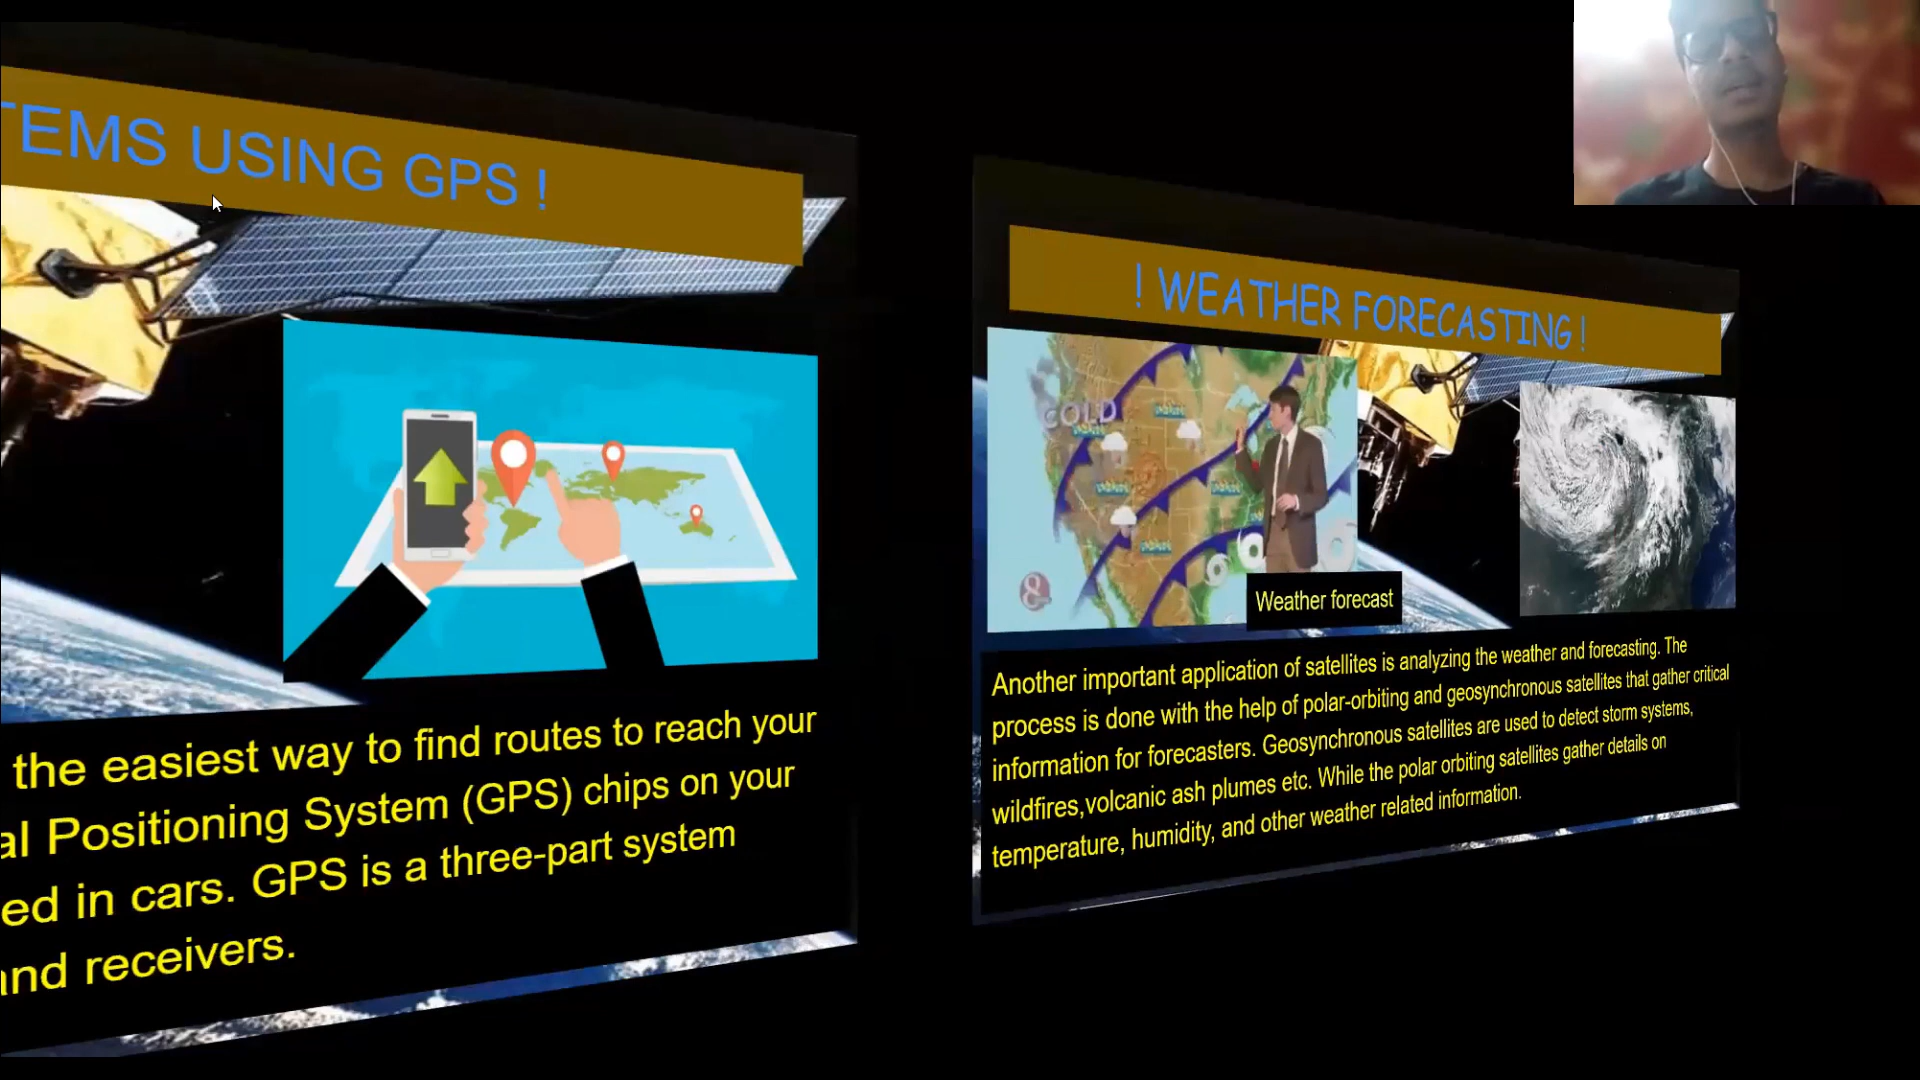 TEMS USING GPS !
the easiest way to find routes to reach your
al Positioning System (GPS) chips on your
ed in cars. GPS is a three-part system
and receivers.
! WEATHER FORECASTING !
COLD
8
Weather forecast
Another important application of satellites is analyzing the weather and forecasting. The
process is done with the help of polar-orbiting and geosynchronous satellites that gather critical
information for forecasters. Geosynchronous satellites are used to detect storm systems,
wildfires,volcanic ash plumes etc. While the polar orbiting satellites gather details on
temperature, humidity, and other weather related information.